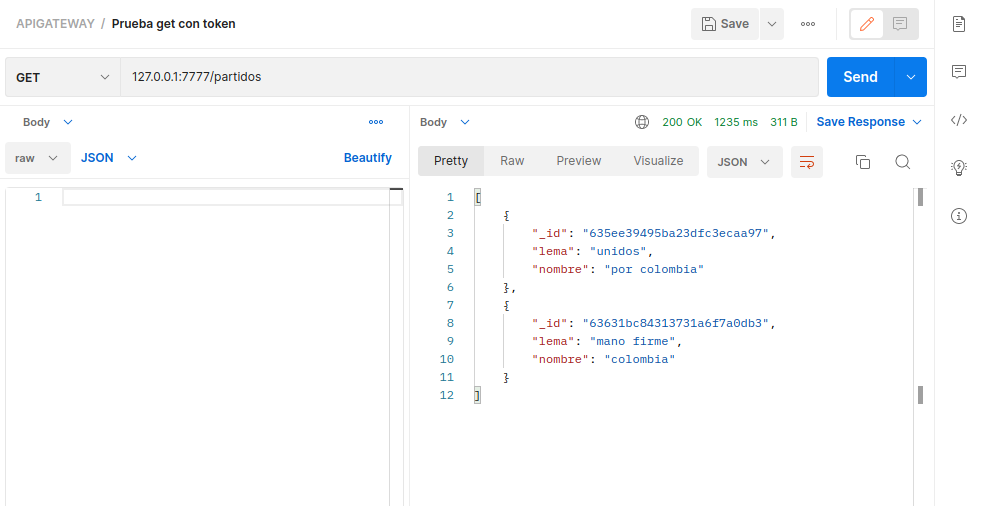 APIGATEWAY / Prueba get con token
Save
GET
127.0.0.1:7777/partidos
Send
Body
raw
JSON
Beautify
1
Body
200 OK 1235 ms 311 B
Save Response
Pretty Raw Preview Visualize JSON
1 [
2 {
3 "_id": "635ee39495ba23dfc3ecaa97",
4 "lema": "unidos",
5 "nombre": "por colombia"
6 },
7 {
8 "_id": "63631bc84313731a6f7a0db3",
9 "lema": "mano firme",
10 "nombre": "colombia"
11 }
12 ]